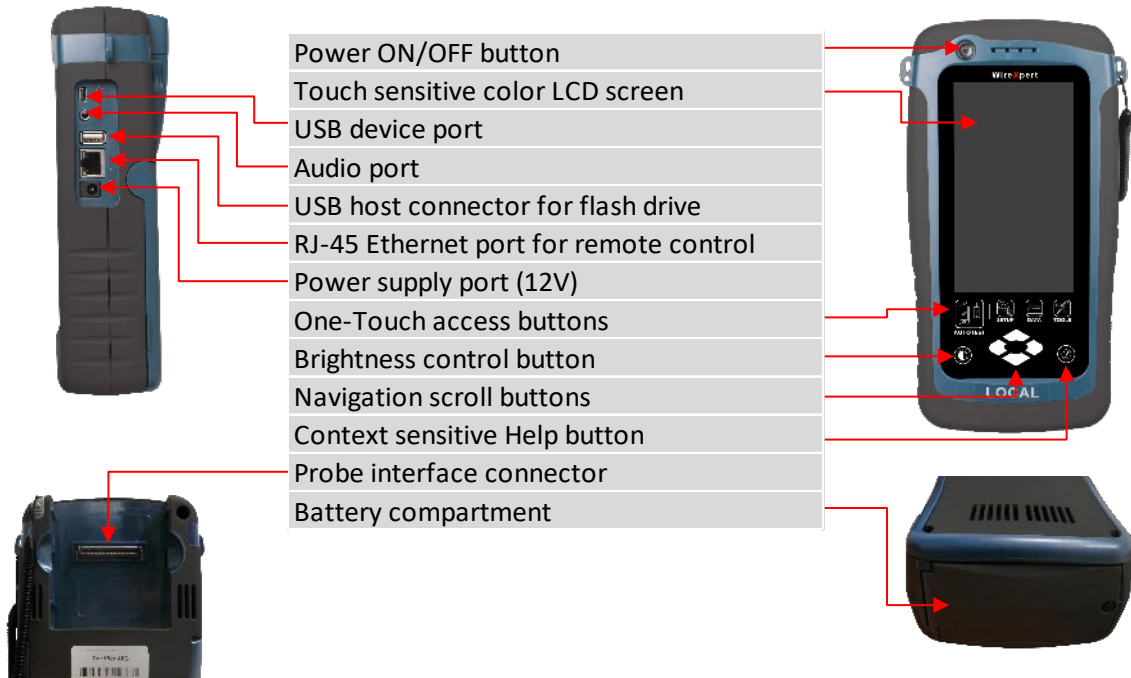 Power ON/OFF button
Touch sensitive color LCD screen
USB device port
Audio port
USB host connector for flash drive
RJ-45 Ethernet port for remote control
Power supply port (12V)
One-Touch access buttons
Brightness control button
Navigation scroll buttons
Context sensitive Help button
Probe interface connector
Battery compartment
WireXpert
AUTOTEST SETUP DATA TOOLS
LOCAL